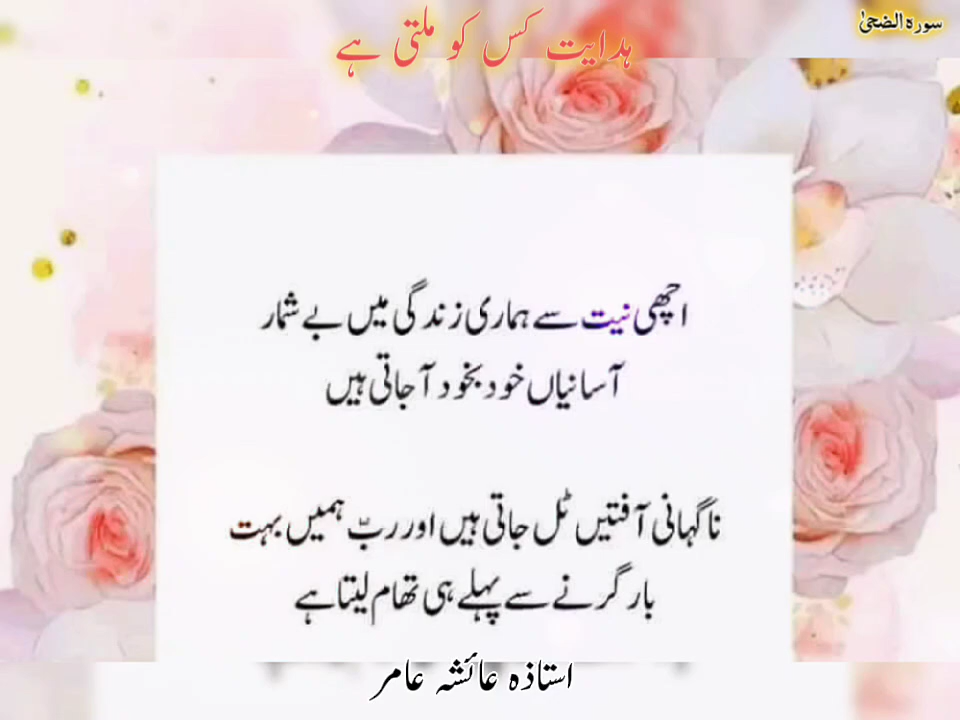 سورہ الضحیٰ
ہدایت کس کو ملتی ہے
اچھی نیت سے ہماری زندگی میں بے شمار
آسانیاں خود بخود آ جاتی ہیں
ناگہانی آفتیں ٹل جاتی ہیں اور ربّ ہمیں بہت
بار گرنے سے پہلے ہی تھام لیتا ہے
استاذہ عائشہ عامر